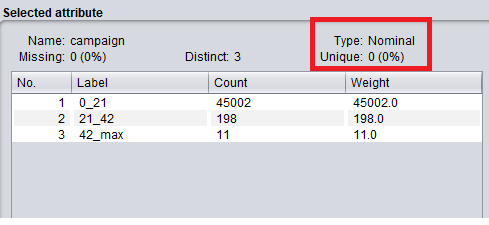 Selected attribute
Name: campaign Type: Nominal
Missing: 0 (0%) Distinct: 3 Unique: 0 (0%)
No. Label Count Weight
1 0_21 45002 45002.0
2 21_42 198 198.0
3 42_max 11 11.0